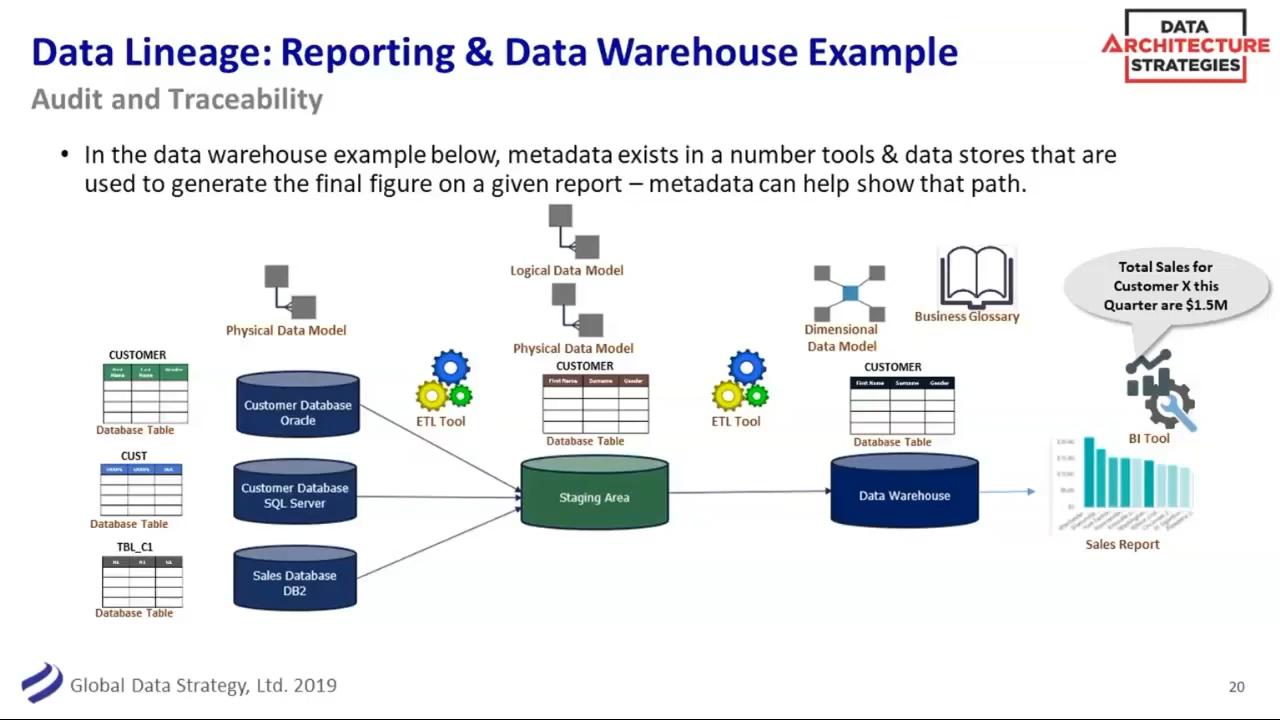 Data Lineage: Reporting & Data Warehouse Example
DATA
ARCHITECTURE
STRATEGIES
Audit and Traceability
• In the data warehouse example below, metadata exists in a number tools & data stores that are
used to generate the final figure on a given report – metadata can help show that path.
Logical Data Model
Physical Data Model
Physical Data Model
Dimensional
Data Model
Business Glossary
Total Sales for
Customer X this
Quarter are $1.5M
CUSTOMER
First Name Last Name Gender
Database Table
Customer Database
Oracle
ETL Tool
CUSTOMER
First Name Surname Gender
Database Table
ETL Tool
CUSTOMER
First Name Surname Gender
Database Table
BI Tool
CUST
Database Table
Customer Database
SQL Server
Staging Area
Data Warehouse
Sales Report
TBL_C1
Database Table
Sales Database
DB2
Global Data Strategy, Ltd. 2019
20